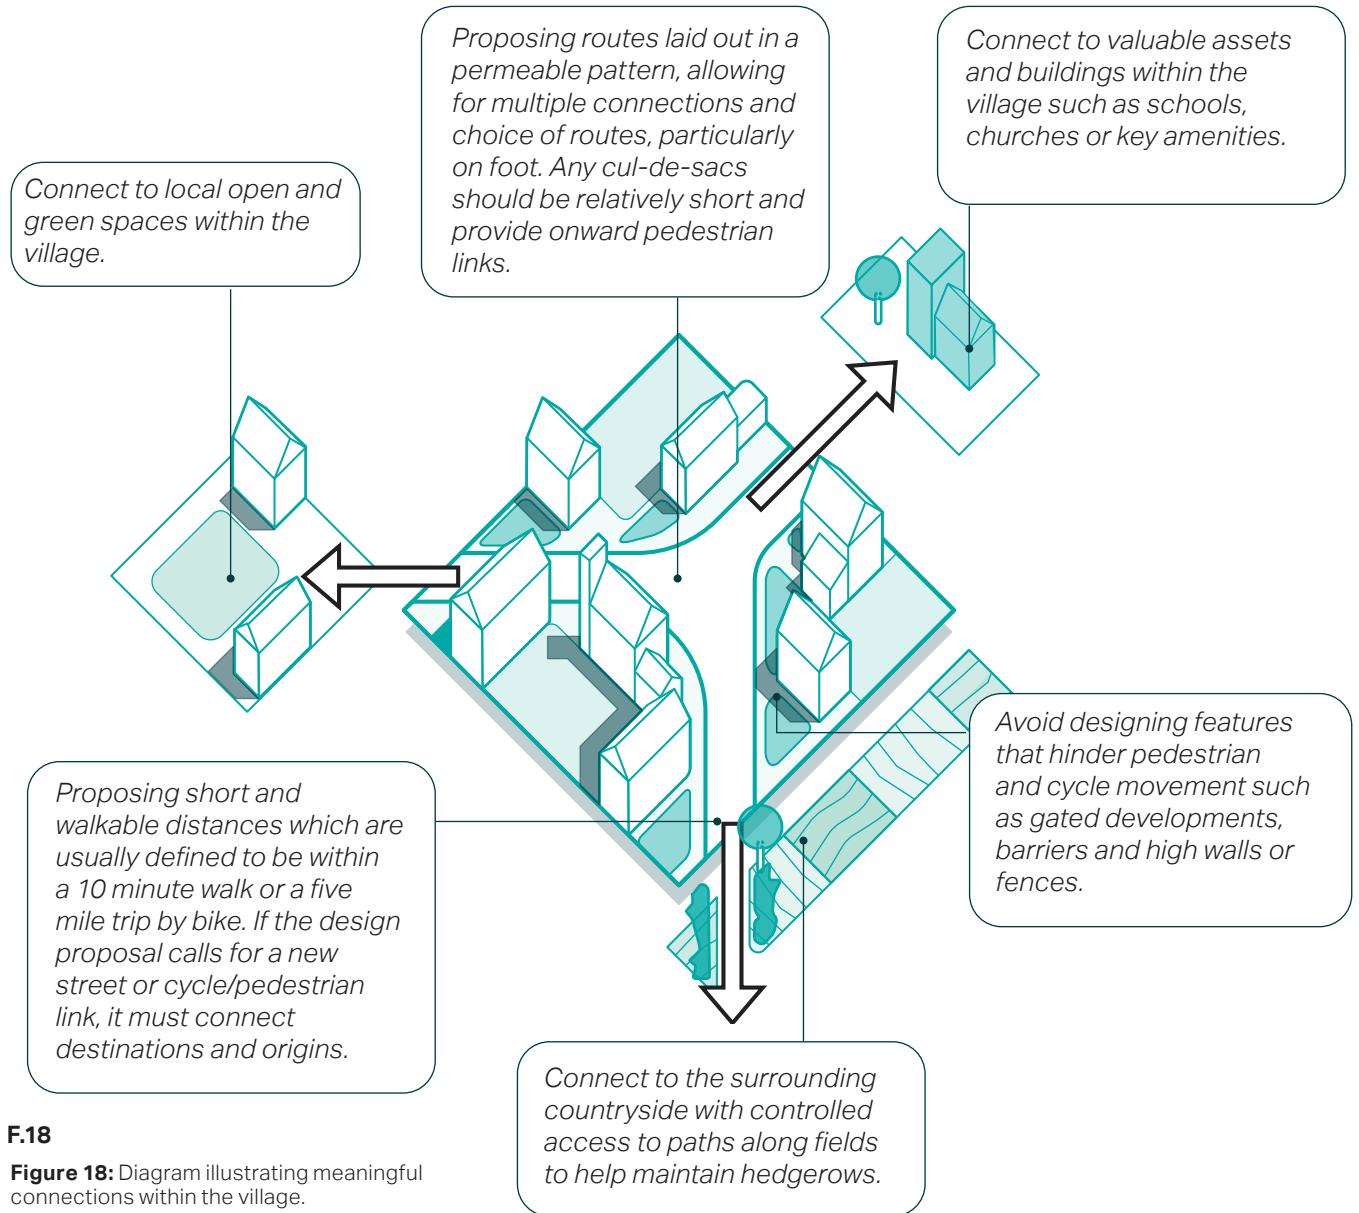 Proposing routes laid out in a
permeable pattern, allowing
for multiple connections and
choice of routes, particularly
on foot. Any cul-de-sacs
should be relatively short and
provide onward pedestrian
links.
Connect to valuable assets
and buildings within the
village such as schools,
churches or key amenities.
Connect to local open and
green spaces within the
village.
Avoid designing features
that hinder pedestrian
and cycle movement such
as gated developments,
barriers and high walls or
fences.
Proposing short and
walkable distances which are
usually defined to be within
a 10 minute walk or a five
mile trip by bike. If the design
proposal calls for a new
street or cycle/pedestrian
link, it must connect
destinations and origins.
Connect to the surrounding
countryside with controlled
access to paths along fields
to help maintain hedgerows.
F.18
Figure 18: Diagram illustrating meaningful
connections within the village.